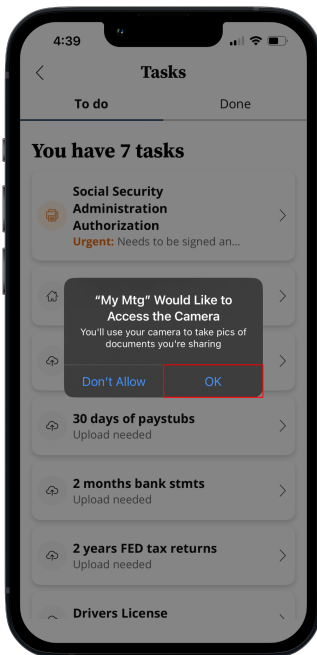 4:39
Tasks
To do
Done
You have 7 tasks
Social Security
Administration
Authorization
Urgent: Needs to be signed an...
“My Mtg” Would Like to
Access the Camera
You'll use your camera to take pics of
documents you're sharing
Don't Allow
OK
30 days of paystubs
Upload needed
2 months bank stmts
Upload needed
2 years FED tax returns
Upload needed
Drivers License